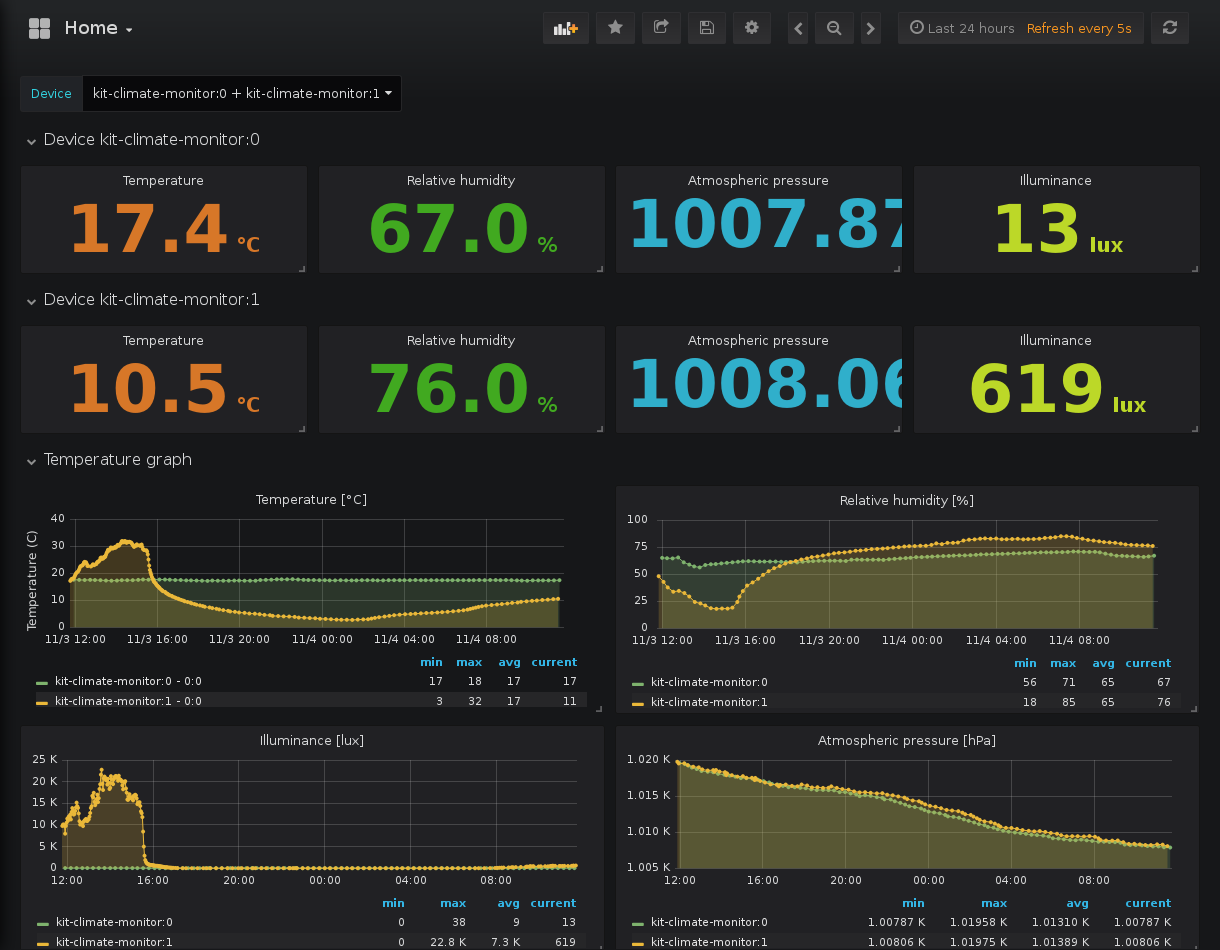 Home
Last 24 hours Refresh every 5s
Device kit-climate-monitor:0 + kit-climate-monitor:1
Device kit-climate-monitor:0
Temperature Relative humidity Atmospheric pressure Illuminance
17.4 °C 67.0 % 1007.87 13 lux
Device kit-climate-monitor:1
Temperature Relative humidity Atmospheric pressure Illuminance
10.5 °C 76.0 % 1008.06 619 lux
Temperature graph
Temperature [°C]
Temperature (C)
40
30
20
10
0
11/3 12:00 11/3 16:00 11/3 20:00 11/4 00:00 11/4 04:00 11/4 08:00
min max avg current
kit-climate-monitor:0 - 0:0 17 18 17 17
kit-climate-monitor:1 - 0:0 3 32 17 11
Relative humidity [%]
100
75
50
25
0
11/3 12:00 11/3 16:00 11/3 20:00 11/4 00:00 11/4 04:00 11/4 08:00
min max avg current
kit-climate-monitor:0 56 71 65 67
kit-climate-monitor:1 18 85 65 76
Illuminance [lux]
25 K
20 K
15 K
10 K
5 K
0
12:00 16:00 20:00 00:00 04:00 08:00
min max avg current
kit-climate-monitor:0 0 38 9 13
kit-climate-monitor:1 0 22.8 K 7.3 K 619
Atmospheric pressure [hPa]
1.020 K
1.015 K
1.010 K
1.005 K
12:00 16:00 20:00 00:00 04:00 08:00
min max avg current
kit-climate-monitor:0 1.00787 K 1.01958 K 1.01310 K 1.00787 K
kit-climate-monitor:1 1.00806 K 1.01975 K 1.01389 K 1.00806 K